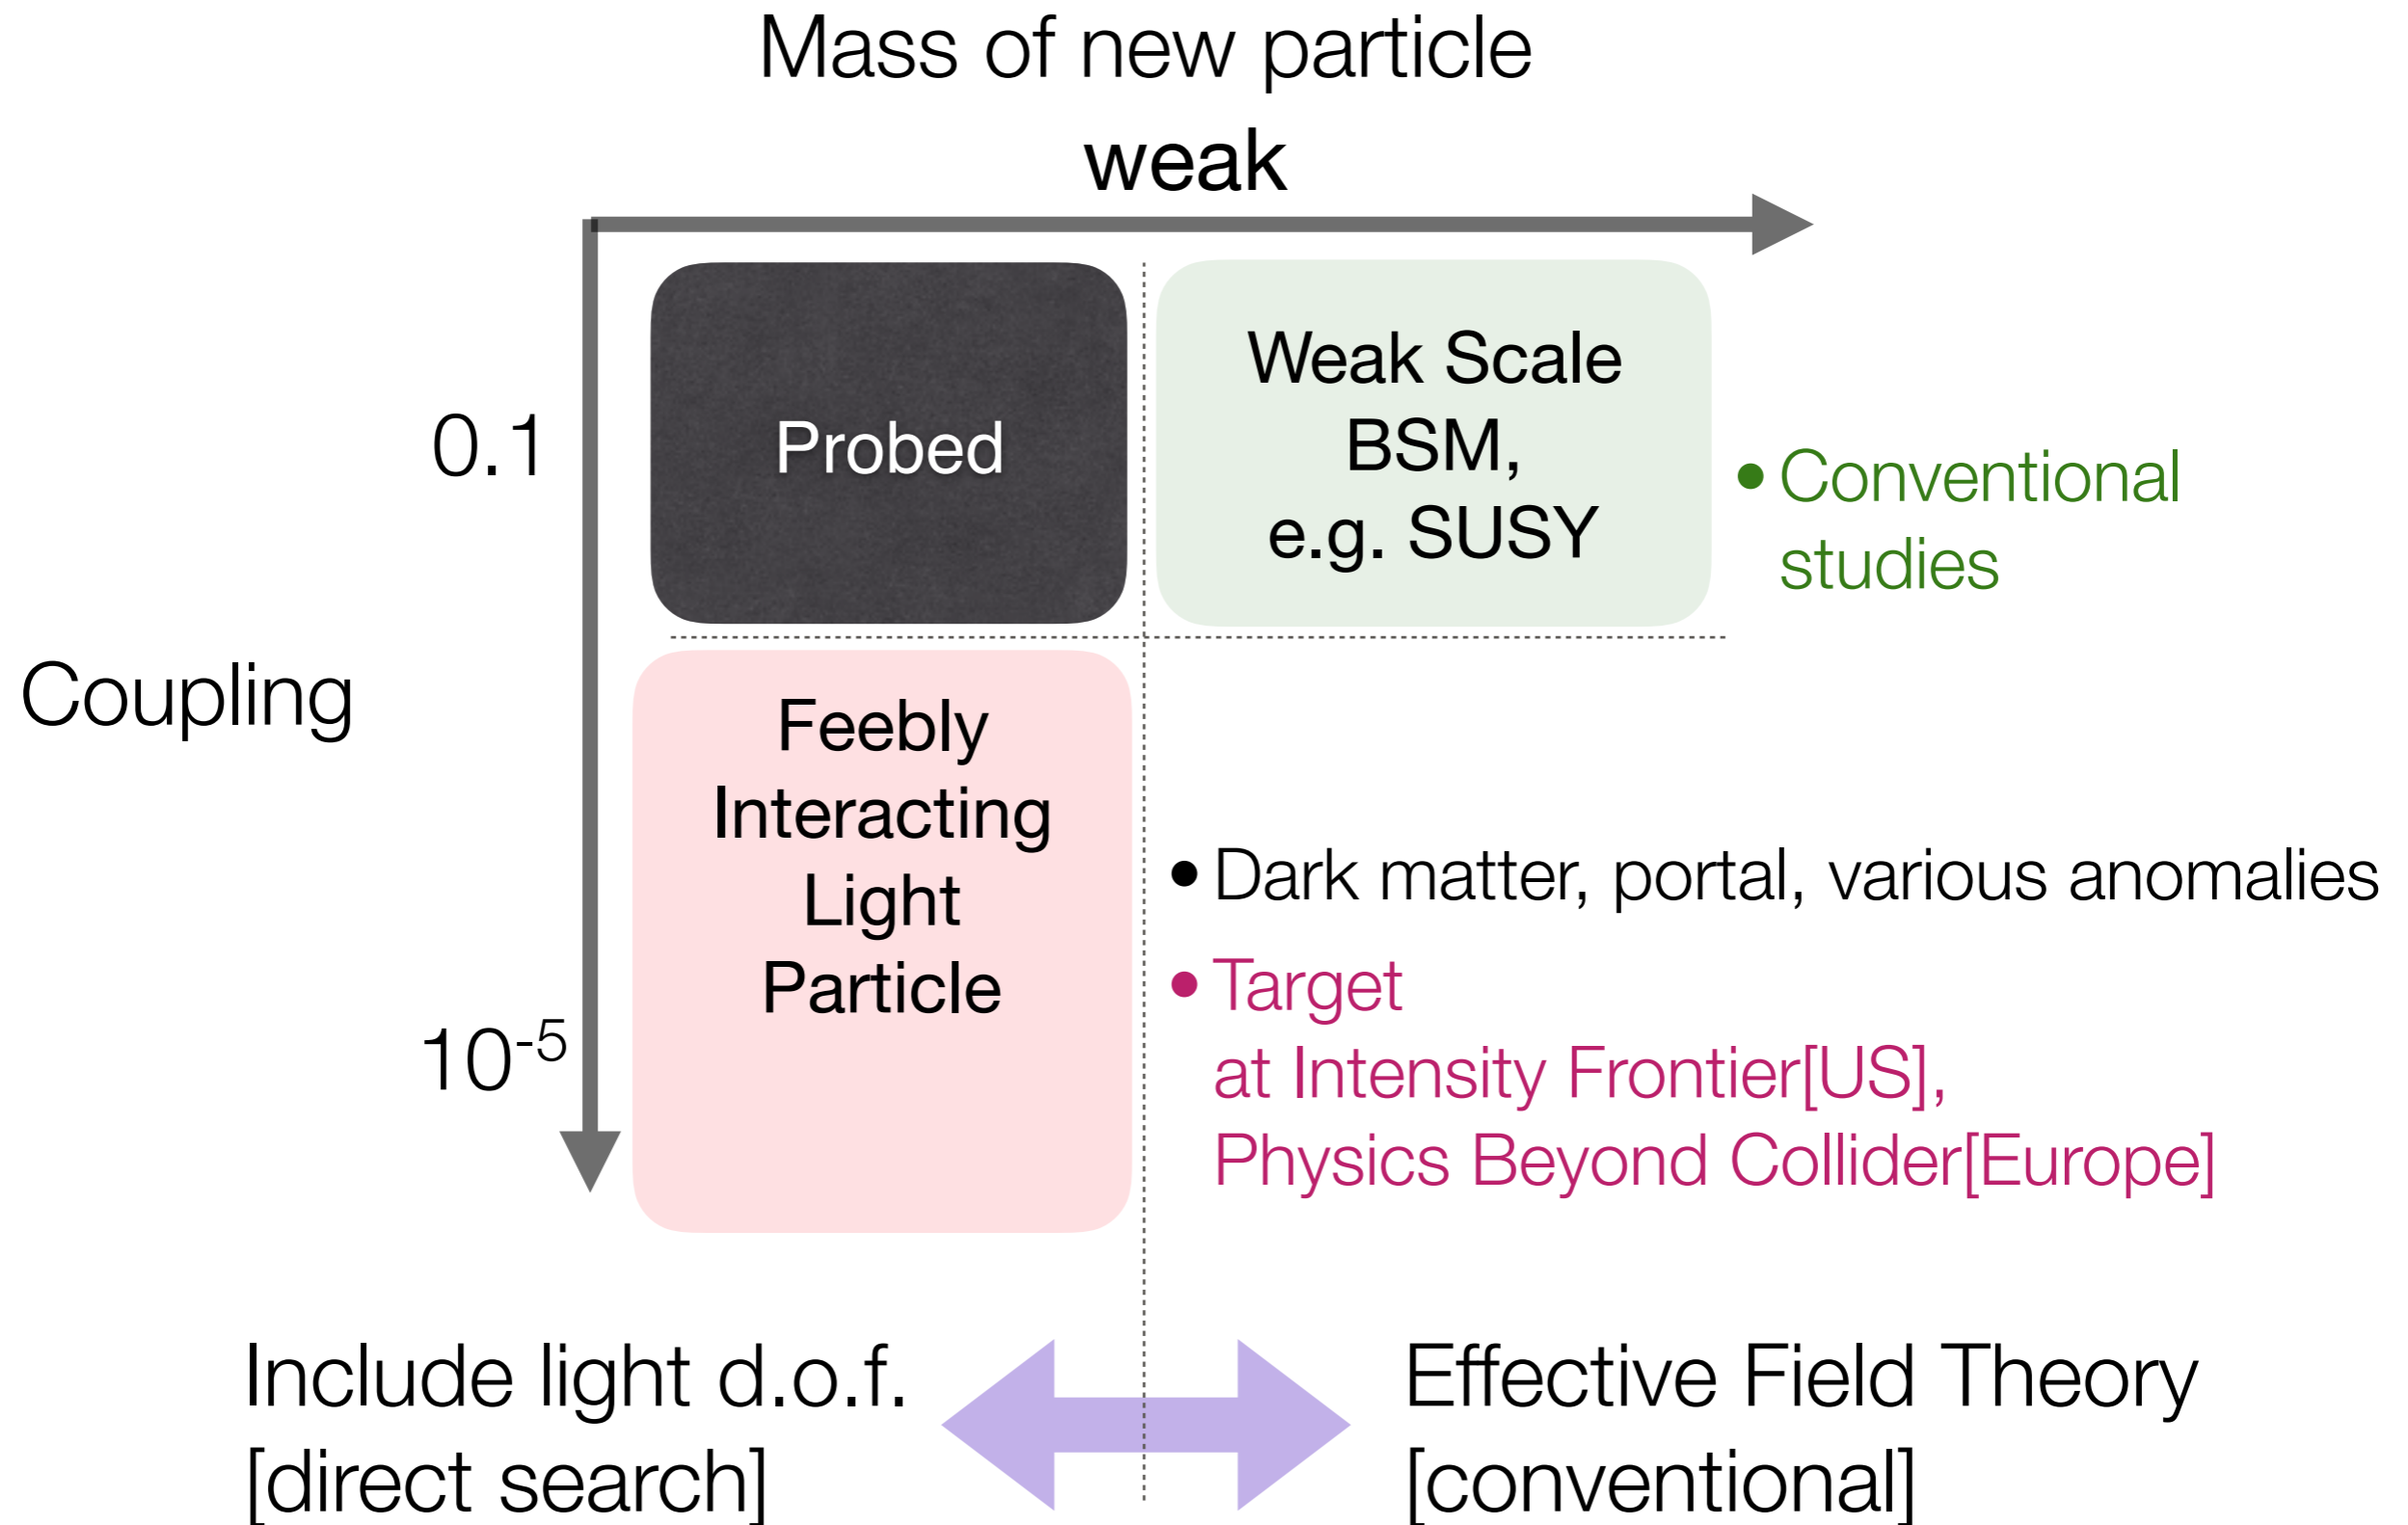 Mass of new particle
weak
Probed
Weak Scale
BSM,
e.g. SUSY
0.1
• Conventional
studies
Coupling
Feebly
Interacting
Light
Particle
10⁻⁵
• Dark matter, portal, various anomalies
• Target
at Intensity Frontier[US],
Physics Beyond Collider[Europe]
Include light d.o.f.
[direct search]
Effective Field Theory
[conventional]